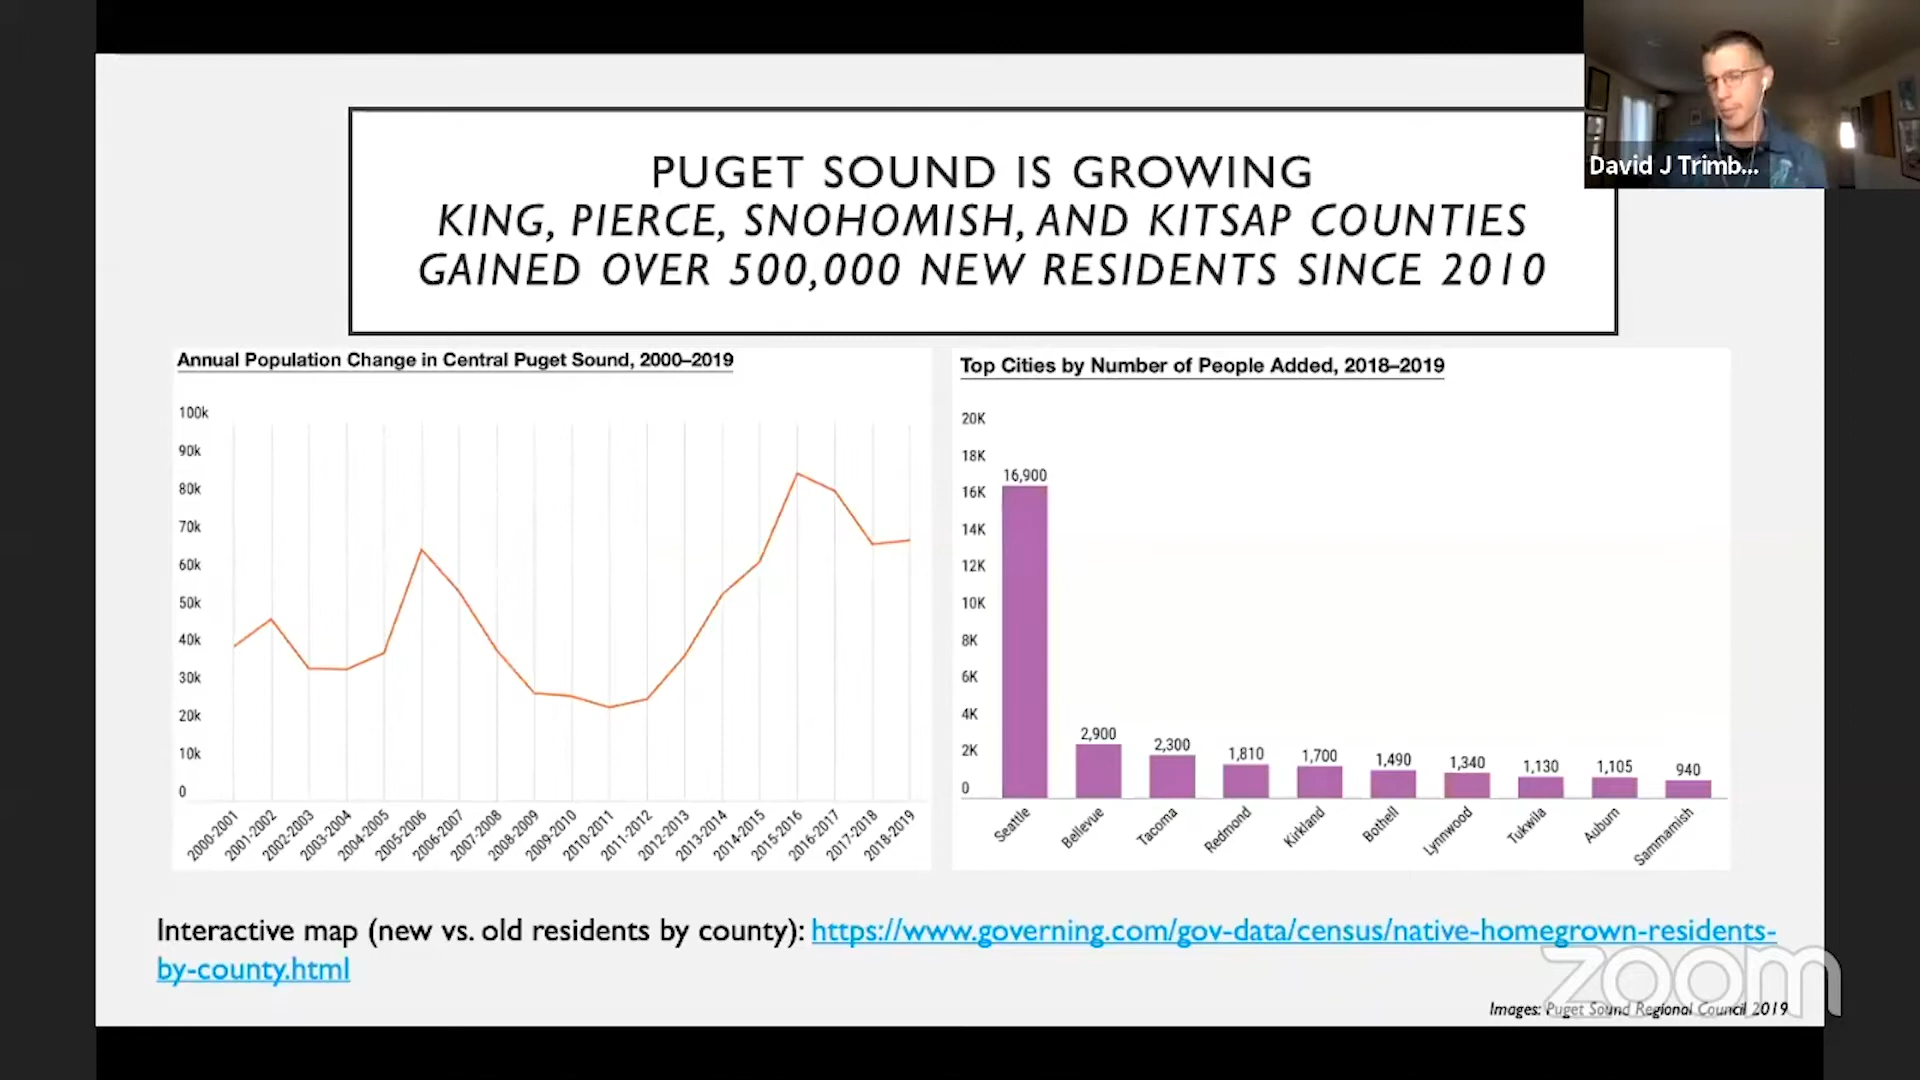 David J Trimb...
PUGET SOUND IS GROWING
KING, PIERCE, SNOHOMISH, AND KITSAP COUNTIES
GAINED OVER 500,000 NEW RESIDENTS SINCE 2010
Annual Population Change in Central Puget Sound, 2000–2019
100k
90k
80k
70k
60k
50k
40k
30k
20k
10k
0
2000-2001
2001-2002
2002-2003
2003-2004
2004-2005
2005-2006
2006-2007
2007-2008
2008-2009
2009-2010
2010-2011
2011-2012
2012-2013
2013-2014
2014-2015
2015-2016
2016-2017
2017-2018
2018-2019
Top Cities by Number of People Added, 2018–2019
20K
18K
16K
14K
12K
10K
8K
6K
4K
2K
0
16,900
2,900
2,300
1,810
1,700
1,490
1,340
1,130
1,105
940
Seattle
Bellevue
Tacoma
Redmond
Kirkland
Bothell
Lynnwood
Tukwila
Auburn
Sammamish
Interactive map (new vs. old residents by county): https://www.governing.com/gov-data/census/native-homegrown-residents-
by-county.html
zoom
Images: Puget Sound Regional Council 2019